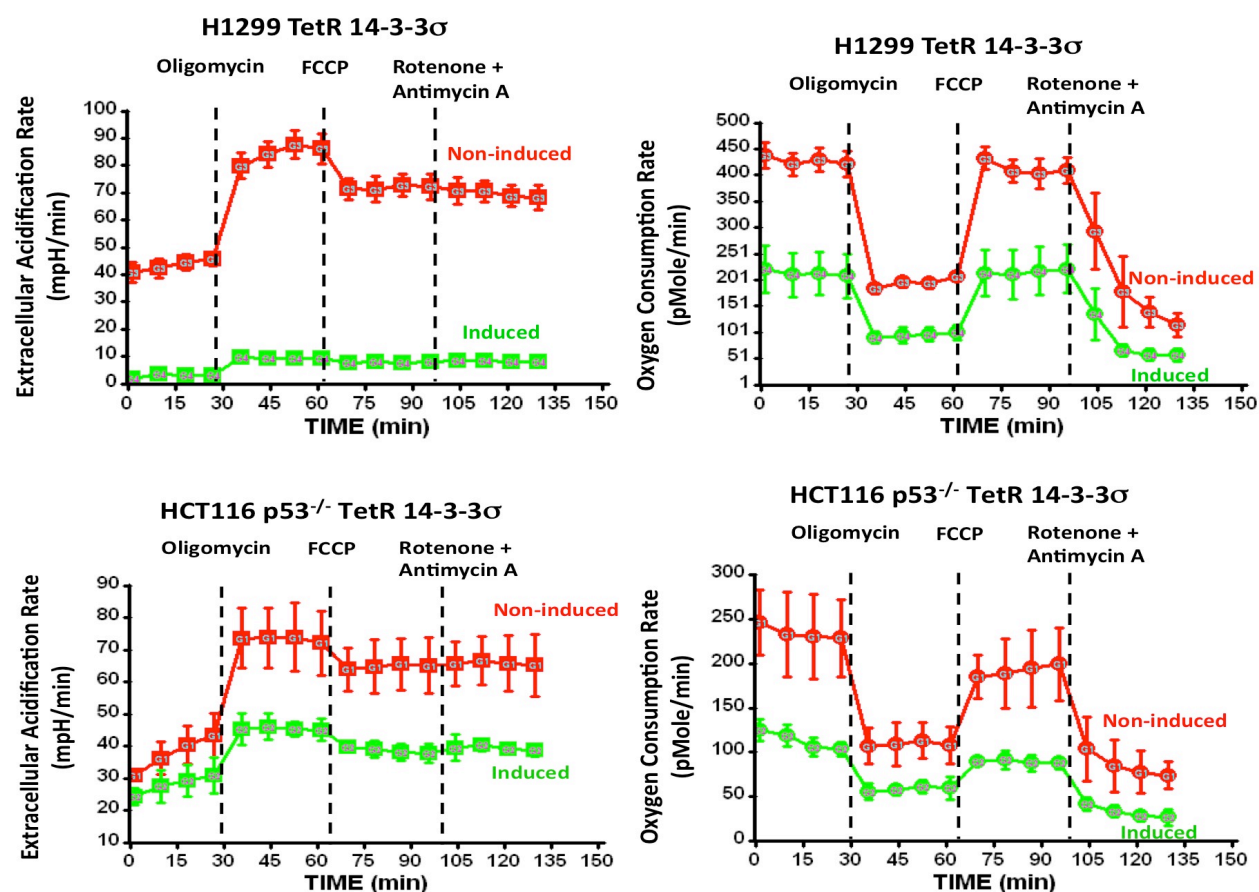 H1299 TetR 14-3-3σ
Oligomycin FCCP Rotenone +
Antimycin A
Extracellular Acidification Rate
(mpH/min)
100
90
80
70
60
50
40
30
20
10
0
Non-induced
Induced
0 15 30 45 60 75 90 105 120 135 150
TIME (min)
H1299 TetR 14-3-3σ
Oligomycin FCCP Rotenone +
Antimycin A
Oxygen Consumption Rate
(pMole/min)
500
450
400
350
300
251
201
151
101
51
1
Non-induced
Induced
0 15 30 45 60 75 90 105 120 135 150
TIME (min)
HCT116 p53-/- TetR 14-3-3σ
Oligomycin FCCP Rotenone +
Antimycin A
Extracellular Acidification Rate
(mpH/min)
90
80
70
60
50
40
30
20
10
Non-induced
Induced
0 15 30 45 60 75 90 105 120 135 150
TIME (min)
HCT116 p53-/- TetR 14-3-3σ
Oligomycin FCCP Rotenone +
Antimycin A
Oxygen Consumption Rate
(pMole/min)
300
250
200
150
100
50
0
Non-induced
Induced
0 15 30 45 60 75 90 105 120 135 150
TIME (min)